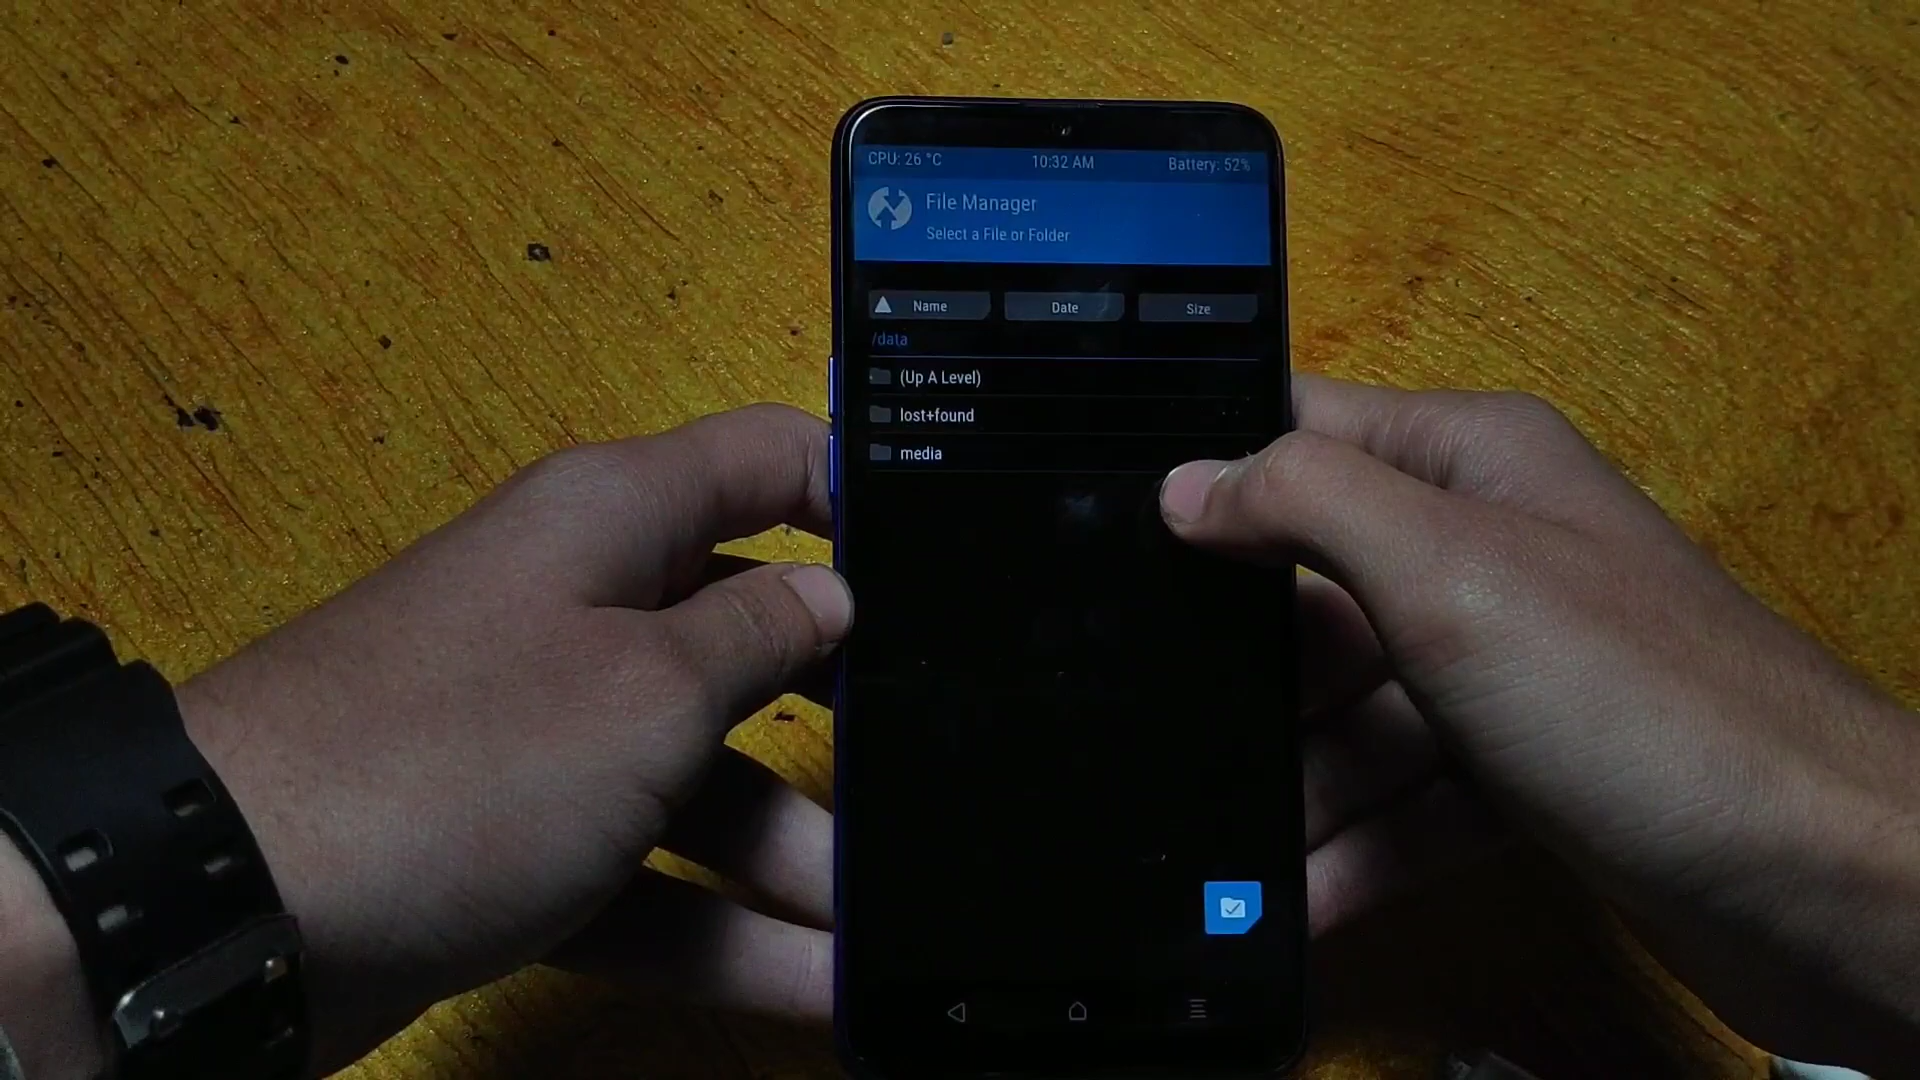 CPU: 26 °C 10:32 AM Battery: 52%
File Manager
Select a File or Folder
Name Date Size
/data
(Up A Level)
lost+found
media